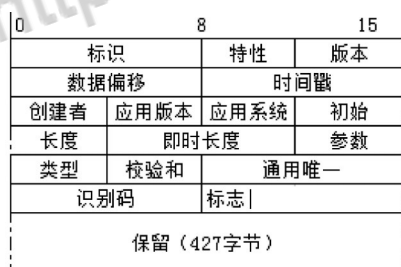 0 8 15
标识 特性 版本
数据偏移 时间戳
创建者 应用版本 应用系统 初始
长度 即时长度 参数
类型 校验和 通用唯一
识别码 标志
保留（427字节）